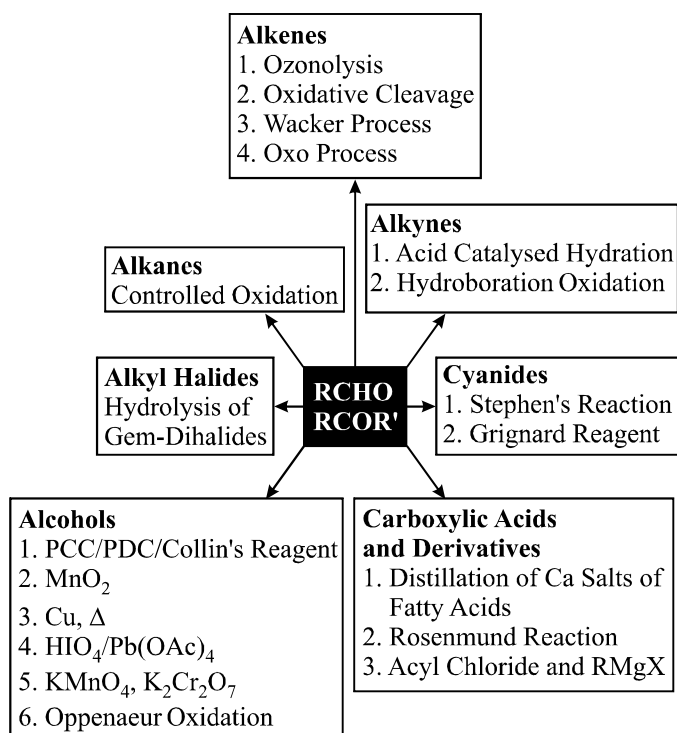 Alkenes
1. Ozonolysis
2. Oxidative Cleavage
3. Wacker Process
4. Oxo Process
Alkynes
1. Acid Catalysed Hydration
2. Hydroboration Oxidation
Alkanes
Controlled Oxidation
Alkyl Halides
Hydrolysis of
Gem-Dihalides
RCHO
RCOR'
Cyanides
1. Stephen's Reaction
2. Grignard Reagent
Alcohols
1. PCC/PDC/Collin's Reagent
2. MnO₂
3. Cu, Δ
4. HIO₄/Pb(OAc)₄
5. KMnO₄, K₂Cr₂O₇
6. Oppenaeur Oxidation
Carboxylic Acids
and Derivatives
1. Distillation of Ca Salts of
Fatty Acids
2. Rosenmund Reaction
3. Acyl Chloride and RMgX